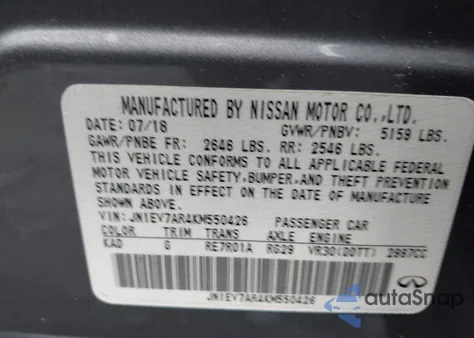 MANUFACTURED BY NISSAN MOTOR CO.,LTD.
DATE: 07/18 GVWR/PNBV: 5159 LBS.
GAWR/PNBE FR: 2646 LBS. RR: 2546 LBS.
THIS VEHICLE CONFORMS TO ALL APPLICABLE FEDERAL
MOTOR VEHICLE SAFETY,BUMPER,AND THEFT PREVENTION
STANDARDS IN EFFECT ON THE DATE OF MANUFACTURE
SHOWN ABOVE.
VIN: JN1EV7AR4KM550426 PASSENGER CAR
COLOR TRIM TRANS AXLE ENGINE
KAD G RE7R01A RG29 VR30(DDTT) 2997CC
JN1EV7AR4KM550426
autoSnap